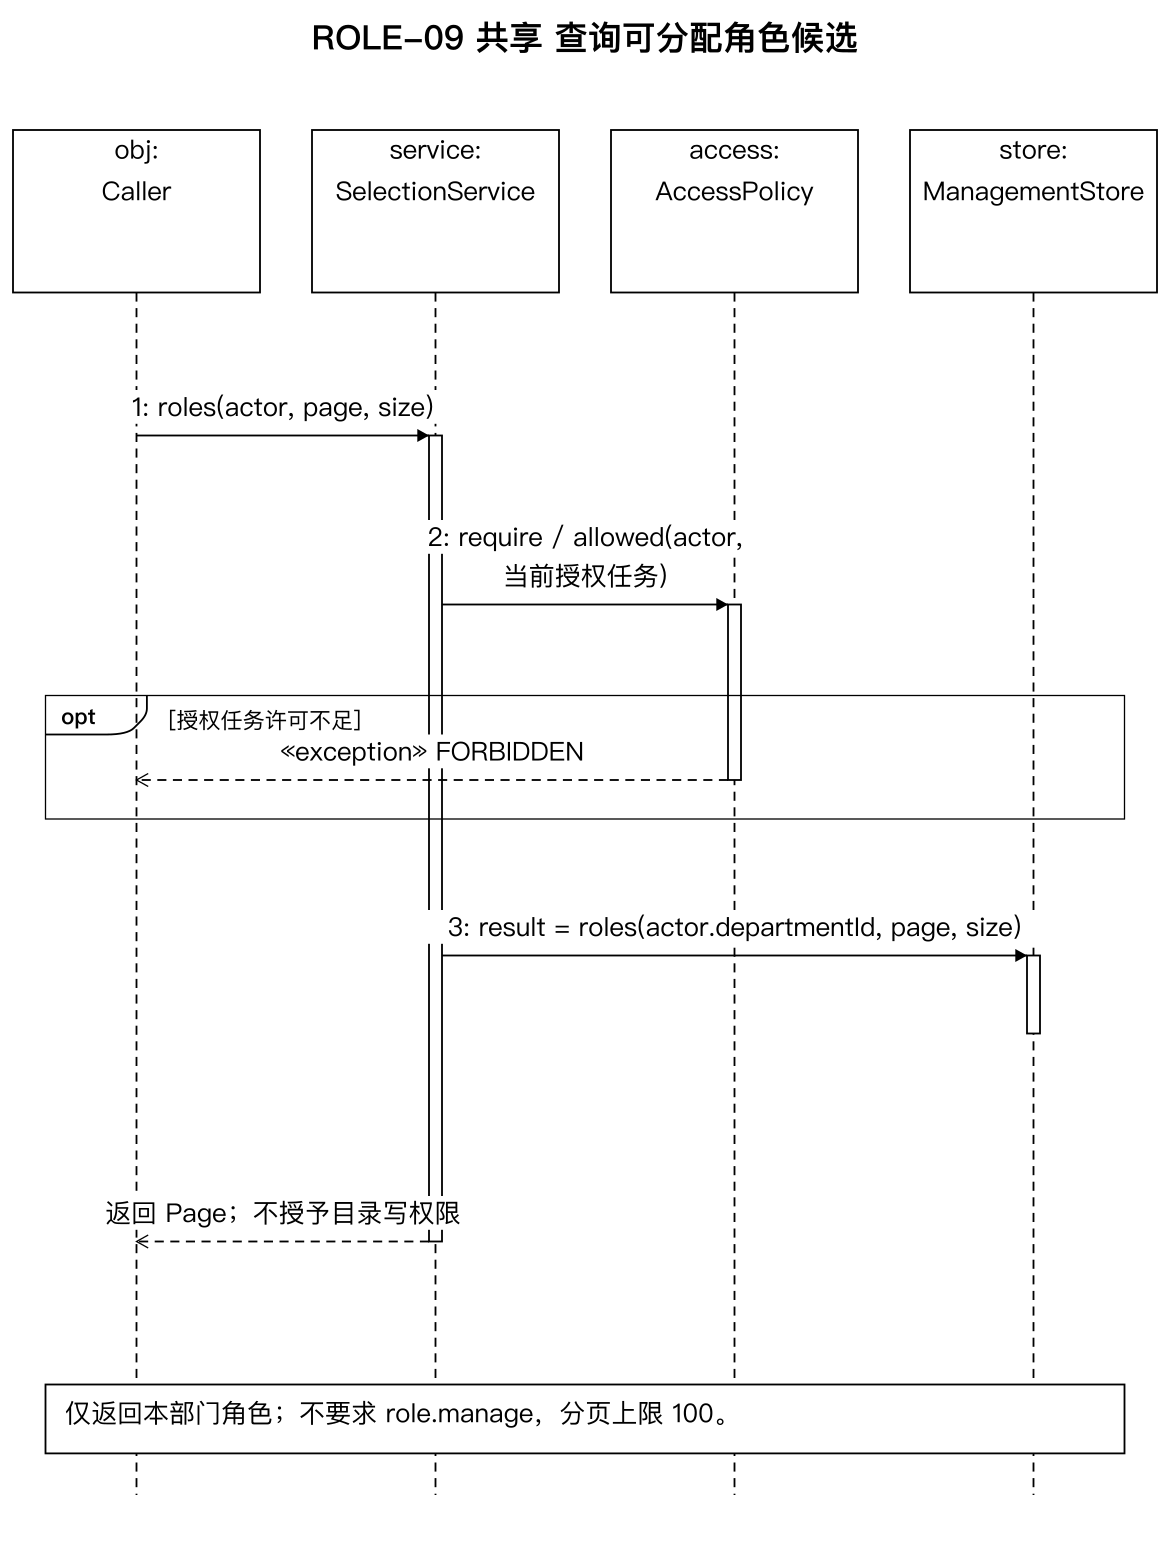 ROLE–09 共享 查询可分配角色候选
obj:
Caller
service:
SelectionService
access:
AccessPolicy
store:
ManagementStore
1: roles(actor, page, size)
2: require / allowed(actor,
当前授权任务)
opt
[授权任务许可不足]
«exception» FORBIDDEN
3: result = roles(actor.departmentId, page, size)
返回 Page；不授予目录写权限
仅返回本部门角色；不要求 role.manage，分页上限 100。